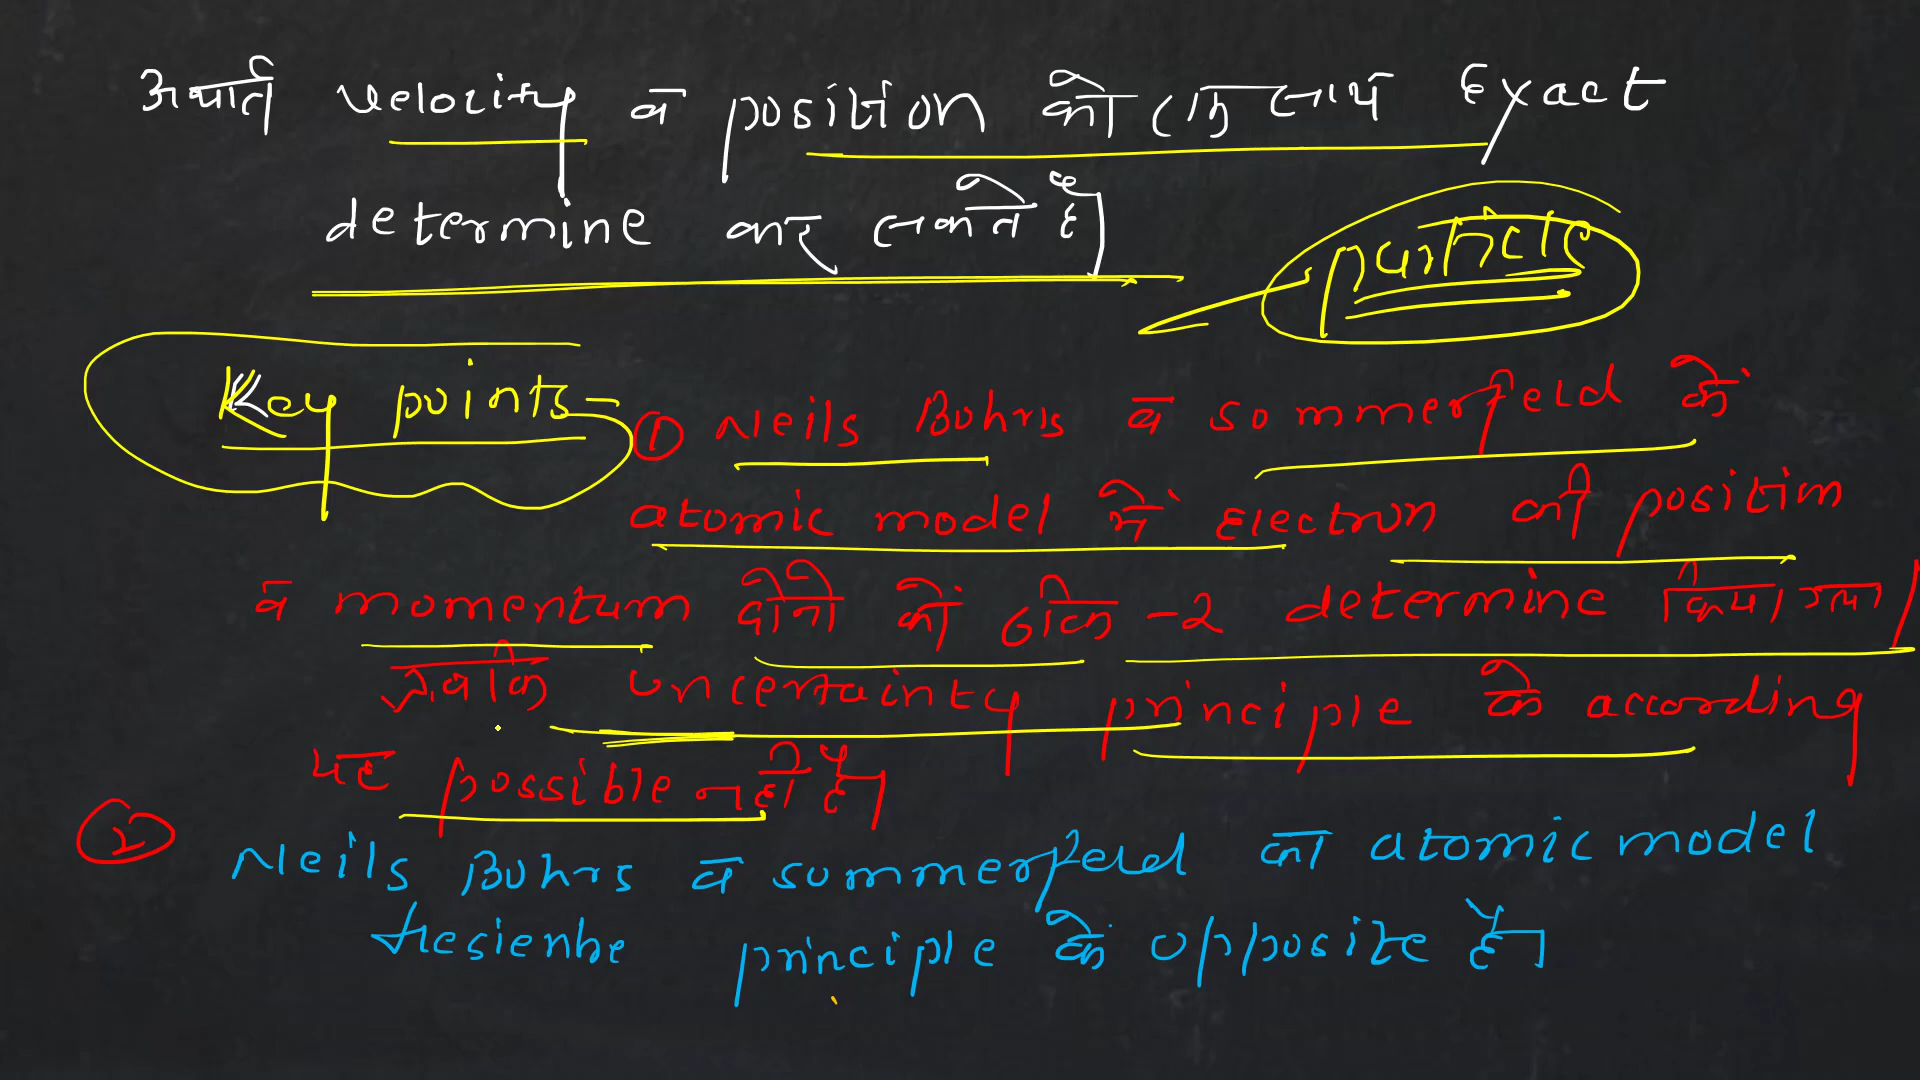 अर्थात velocity व position को एक साथ Exact
determine कर सकते है।
Key points -
① Neils Bohrs व sommerfeld के
atomic model में Electron की position
व momentum दोनों को ठीक -2 determine किया गया।
जबकि uncertainty principle के according
यह possible नही है।
② Neils Bohrs व sommerfeld का atomic model
Hesienbe principle के opposite है।